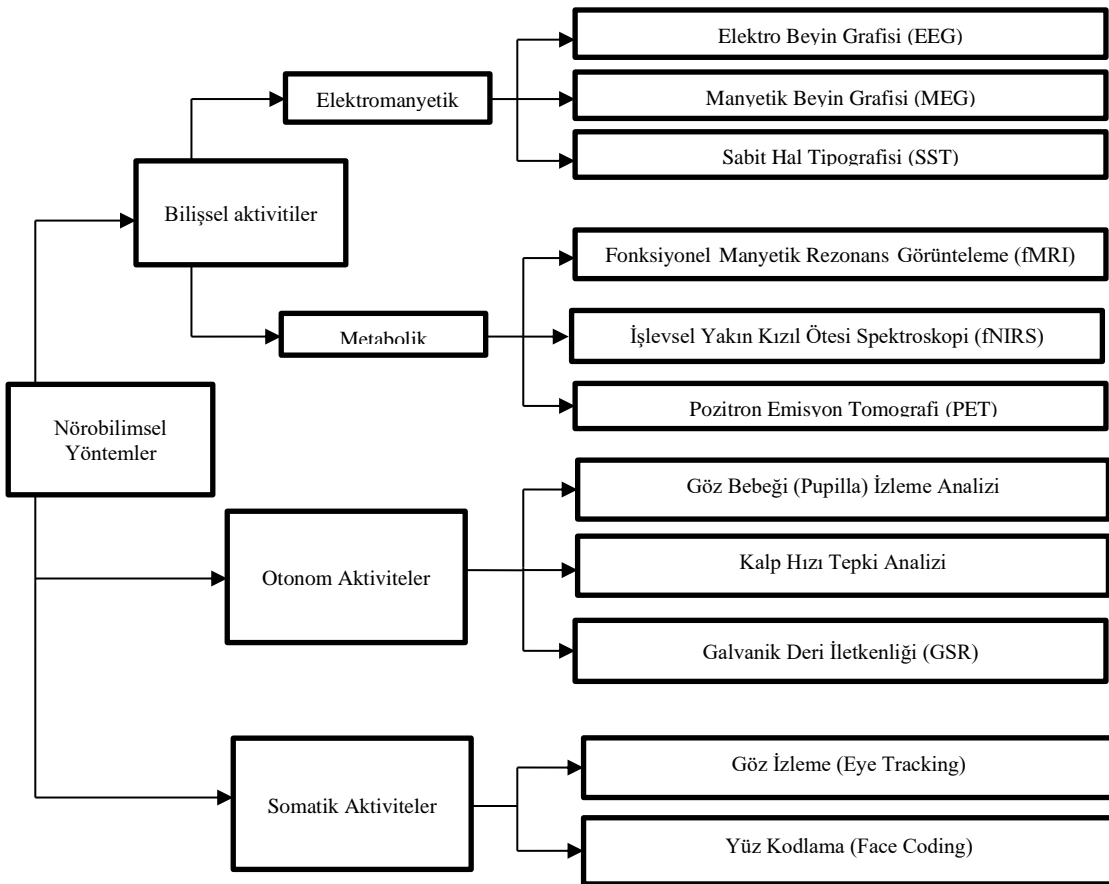 Elektro Beyin Grafisi (EEG)
Elektromanyetik
Manyetik Beyin Grafisi (MEG)
Sabit Hal Tipografisi (SST)
Bilişsel aktivitiler
Fonksiyonel Manyetik Rezonans Görünteleme (fMRI)
Metabolik
İşlevsel Yakın Kızıl Ötesi Spektroskopi (fNIRS)
Pozitron Emisyon Tomografi (PET)
Nörobilimsel
Yöntemler
Göz Bebeği (Pupilla) İzleme Analizi
Otonom Aktiviteler
Kalp Hızı Tepki Analizi
Galvanik Deri İletkenliği (GSR)
Somatik Aktiviteler
Göz İzleme (Eye Tracking)
Yüz Kodlama (Face Coding)